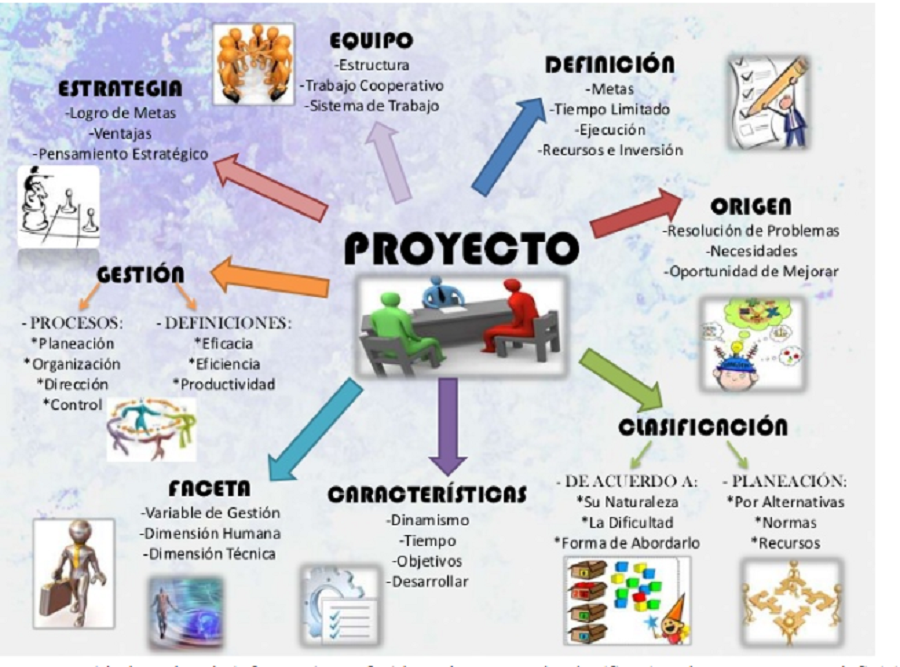 EQUIPO
-Estructura
-Trabajo Cooperativo
-Sistema de Trabajo
DEFINICIÓN
-Metas
-Tiempo Limitado
-Ejecución
-Recursos e Inversión
ESTRATEGIA
-Logro de Metas
-Ventajas
-Pensamiento Estratégico
ORIGEN
-Resolución de Problemas
-Necesidades
-Oportunidad de Mejorar
PROYECTO
GESTIÓN
- PROCESOS:
*Planeación
*Organización
*Dirección
*Control
- DEFINICIONES:
*Eficacia
*Eficiencia
*Productividad
CLASIFICACIÓN
- DE ACUERDO A:
*Su Naturaleza
*La Dificultad
*Forma de Abordarlo
- PLANEACIÓN:
*Por Alternativas
*Normas
*Recursos
FACETA
-Variable de Gestión
-Dimensión Humana
-Dimensión Técnica
CARACTERÍSTICAS
-Dinamismo
-Tiempo
-Objetivos
-Desarrollar